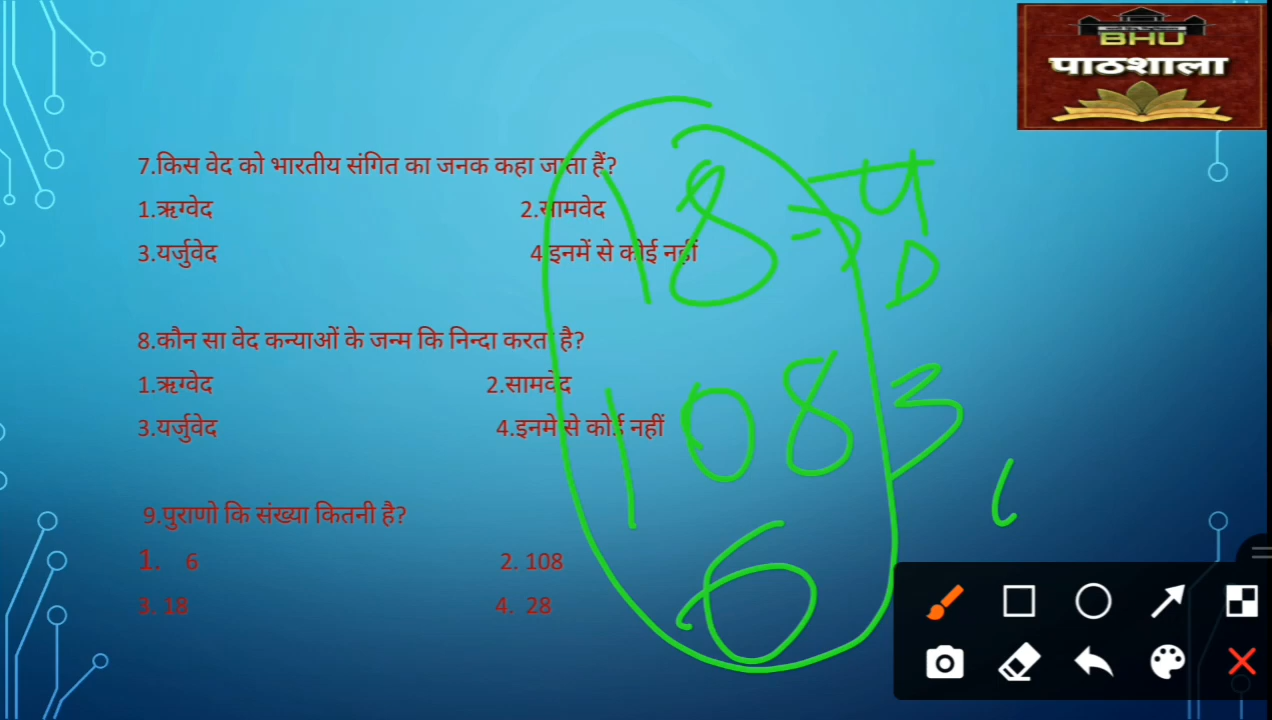 BHU
पाठशाला
7.किस वेद को भारतीय संगित का जनक कहा जाता हैं?
1.ऋग्वेद 2.सामवेद
3.यर्जुवेद 4.इनमें से कोई नहीं
18 =>
8.कौन सा वेद कन्याओं के जन्म कि निन्दा करता है?
1.ऋग्वेद 2.सामवेद
3.यर्जुवेद 4.इनमे से कोई नहीं
108
9.पुराणो कि संख्या कितनी है?
1. 6 2. 108
3. 18 4. 28
6